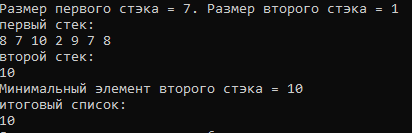 Размер первого стэка = 7. Размер второго стэка = 1
первый стек:
8 7 10 2 9 7 8
второй стек:
10
Минимальный элемент второго стэка = 10
итоговый список:
10